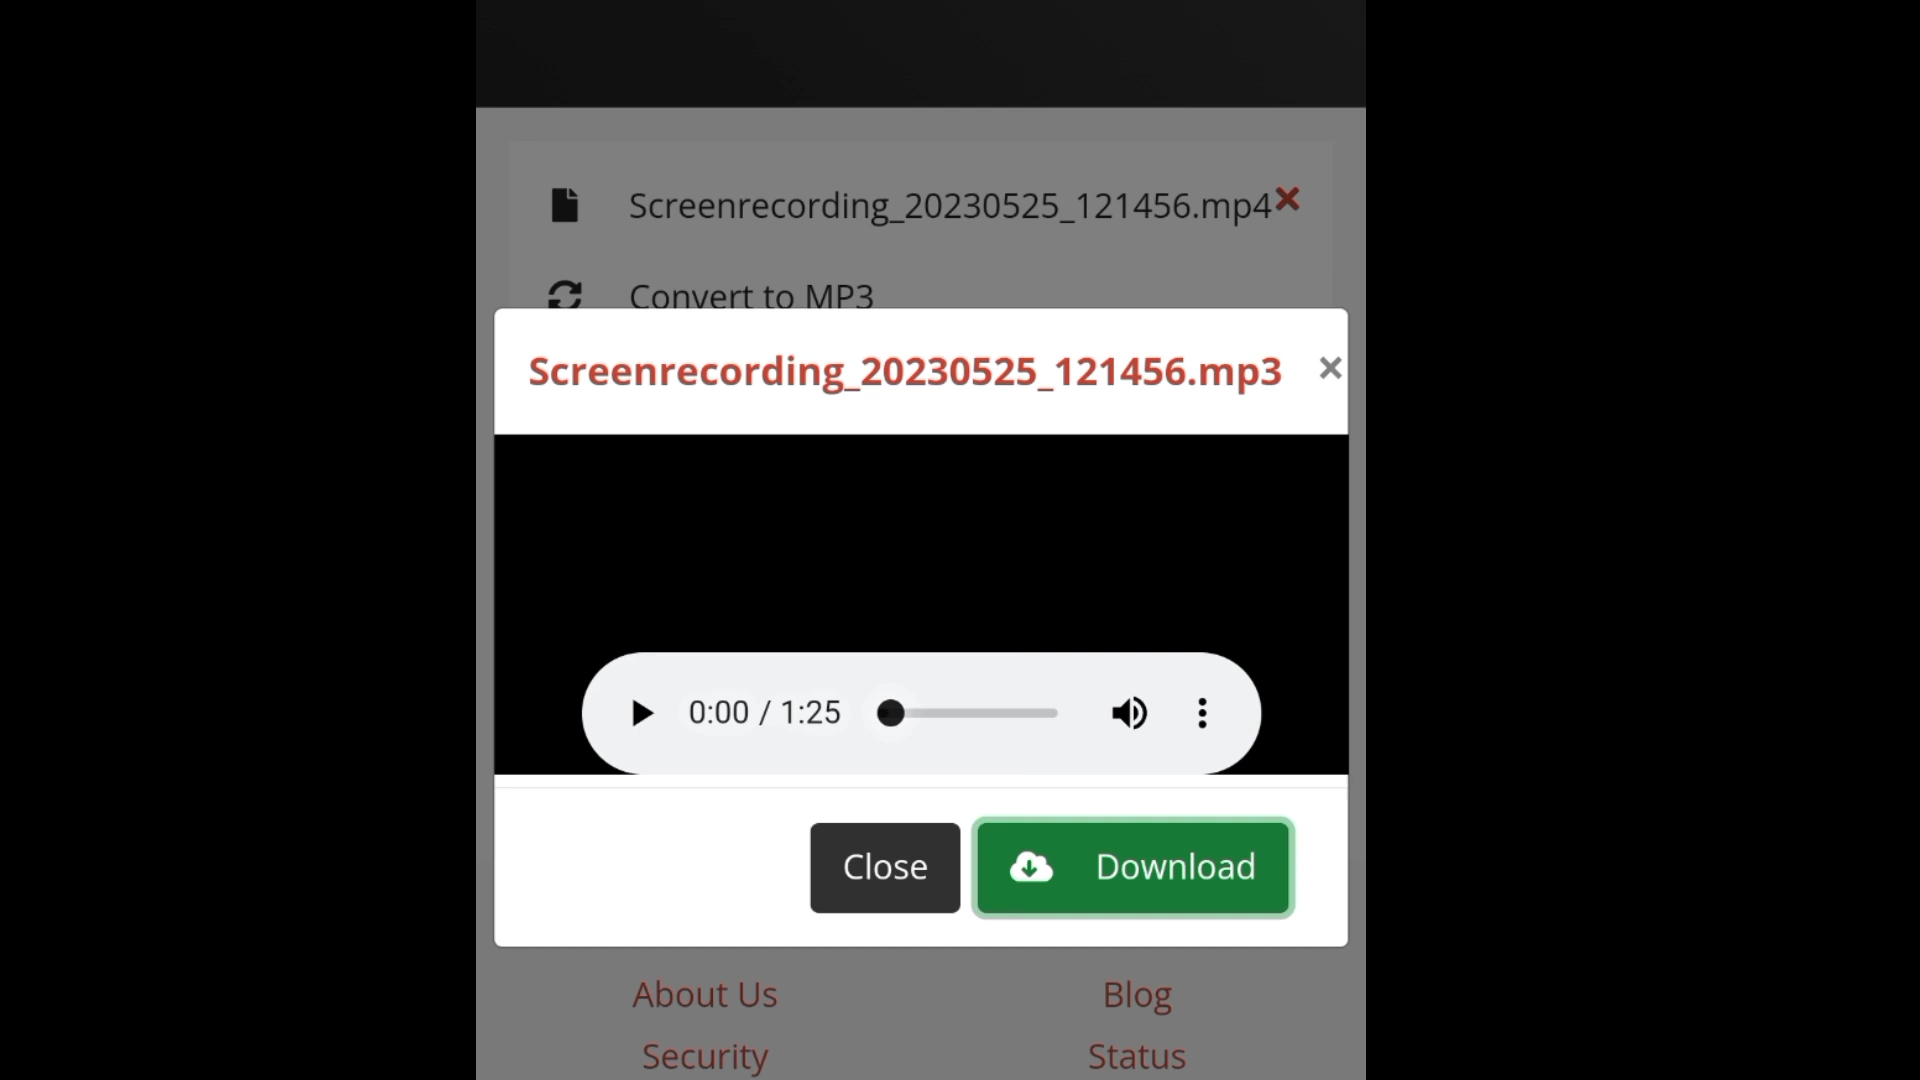 Screenrecording_20230525_121456.mp4
Convert to MP3
Screenrecording_20230525_121456.mp3
0:00 / 1:25
Close
Download
About Us
Blog
Security
Status